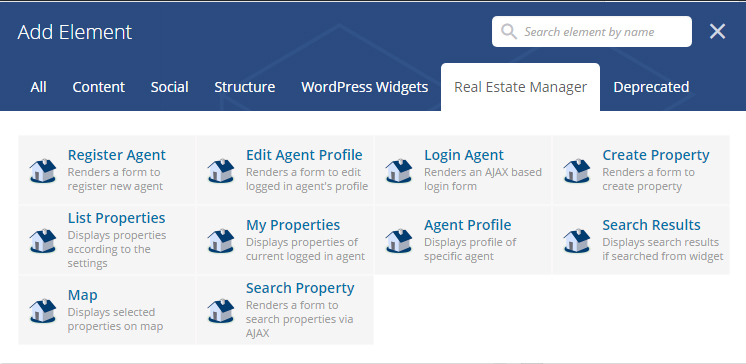 Add Element
Search element by name
All Content Social Structure WordPress Widgets Real Estate Manager Deprecated
Register Agent
Renders a form to
register new agent
Edit Agent Profile
Renders a form to edit
logged in agent's profile
Login Agent
Renders an AJAX based
login form
Create Property
Renders a form to
create property
List Properties
Displays properties
according to the
settings
My Properties
Displays properties of
current logged in agent
Agent Profile
Displays profile of
specific agent
Search Results
Displays search results
if searched from widget
Map
Displays selected
properties on map
Search Property
Renders a form to
search properties via
AJAX